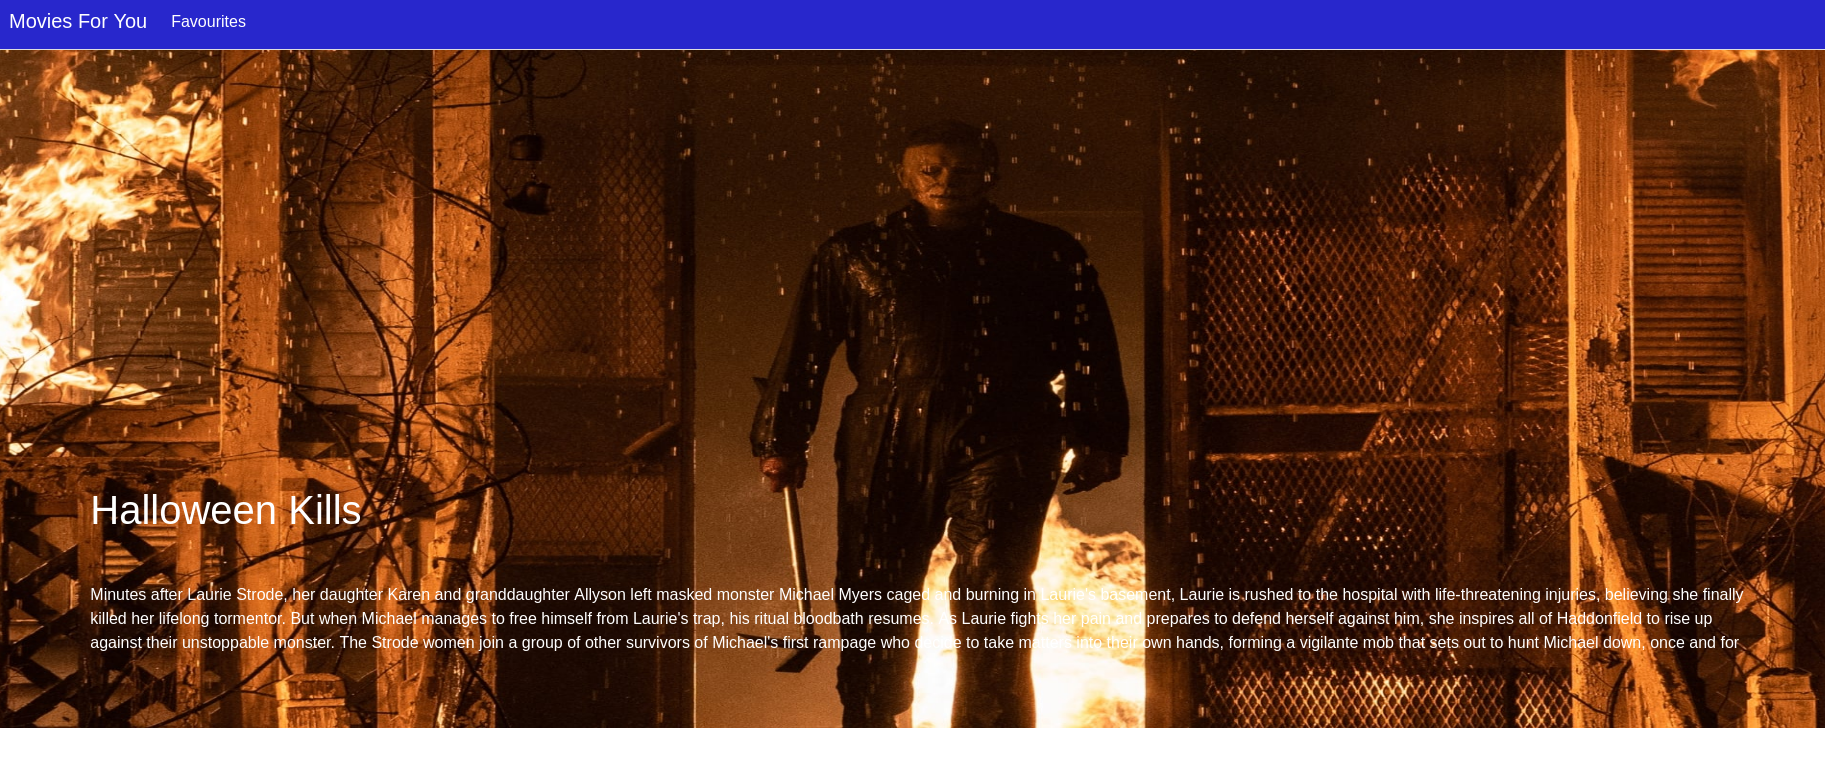 Movies For You Favourites
Halloween Kills
Minutes after Laurie Strode, her daughter Karen and granddaughter Allyson left masked monster Michael Myers caged and burning in Laurie's basement, Laurie is rushed to the hospital with life-threatening injuries, believing she finally
killed her lifelong tormentor. But when Michael manages to free himself from Laurie's trap, his ritual bloodbath resumes. As Laurie fights her pain and prepares to defend herself against him, she inspires all of Haddonfield to rise up
against their unstoppable monster. The Strode women join a group of other survivors of Michael's first rampage who decide to take matters into their own hands, forming a vigilante mob that sets out to hunt Michael down, once and for